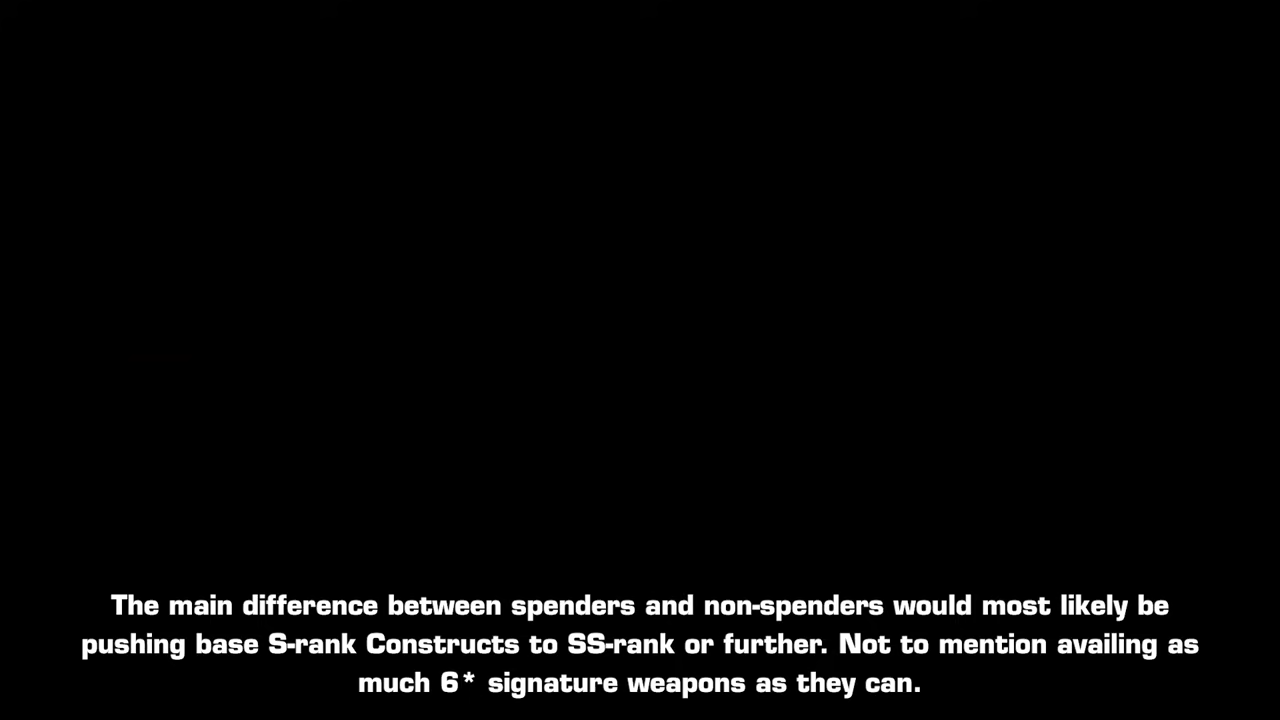 The main difference between spenders and non-spenders would most likely be
pushing base S-rank Constructs to SS-rank or further. Not to mention availing as
much 6* signature weapons as they can.